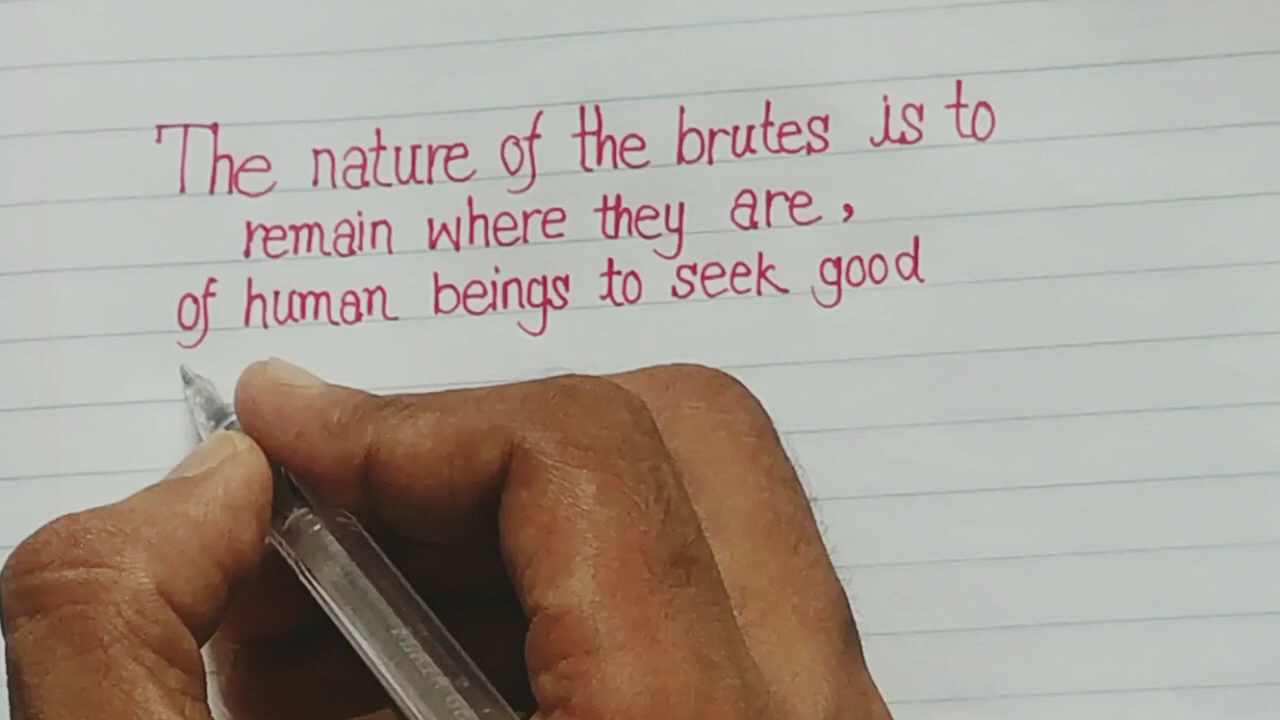 The nature of the brutes is to
remain where they are,
of human beings to seek good